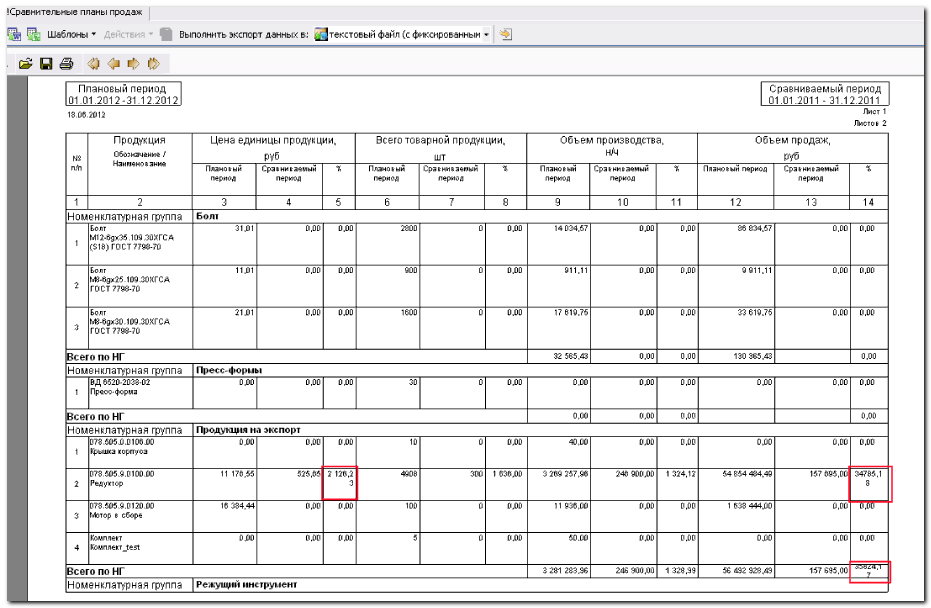 !Сравнительные планы продаж
Шаблоны Действия Выполнить экспорт данных в: текстовый файл (с фиксированным
Плановый период
01.01.2012 -31.12.2012
18.06.2012
Сравниваемый период
01.01.2011 - 31.12.2011
Лист 1
Листов 2
№ п/п Продукция Обозначение / Наименование Цена единицы продукции, руб Всего товарной продукции, шт Объем производства, н/ч Объем продаж, руб
Плановый период Сравниваемый период % Плановый период Сравниваемый период % Плановый период Сравниваемый период % Плановый период Сравниваемый период %
1 2 3 4 5 6 7 8 9 10 11 12 13 14
Номенклатурная группа Болт
1 Болт 31,01 0,00 0,00 2800 0 0,00 14 034,57 0,00 0,00 86 834,57 0,00 0,00
М12-6gх35.109.30ХГСА
(S18) ГОСТ 7798-70
2 Болт 11,01 0,00 0,00 900 0 0,00 911,11 0,00 0,00 9 911,11 0,00 0,00
М8-6gх25.109.30ХГСА
ГОСТ 7798-70
3 Болт 21,01 0,00 0,00 1600 0 0,00 17 619,75 0,00 0,00 33 619,75 0,00 0,00
М8-6gх30.109.30ХГСА
ГОСТ 7798-70
Всего по НГ 32 565,43 0,00 0,00 130 365,43 0,00
Номенклатурная группа Пресс-формы
1 ВД 6520-2038-02 0,00 0,00 0,00 30 0 0,00 0,00 0,00 0,00 0,00 0,00 0,00
Пресс-форма
Всего по НГ 0,00 0,00 0,00 0,00
Номенклатурная группа Продукция на экспорт
1 078.505.0.0106.00 0,00 0,00 0,00 10 0 0,00 40,00 0,00 0,00 0,00 0,00 0,00
Крышка корпуса
2 078.505.9.0100.00 11 176,55 525,65 2 126,23 4908 300 1 636,00 3 269 257,96 246 900,00 1 324,12 54 854 484,49 157 695,00 34785,18
Редуктор
3 078.505.9.0120.00 16 384,44 0,00 0,00 100 0 0,00 11 936,00 0,00 0,00 1 638 444,00 0,00 0,00
Мотор в сборе
4 Комплект 0,00 0,00 0,00 5 0 0,00 50,00 0,00 0,00 0,00 0,00 0,00
Комплект_test
Всего по НГ 3 281 283,96 246 900,00 1 328,99 56 492 928,49 157 695,00 35824,17
Номенклатурная группа Режущий инструмент